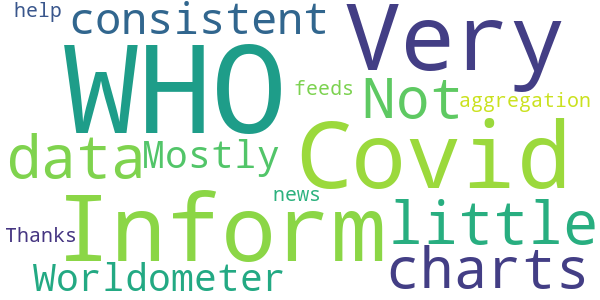 help
consistent
Very
WHO
feeds
Not
aggregation
data
Mostly
Covid
news
Inform
little
Thanks
Worldometer
charts